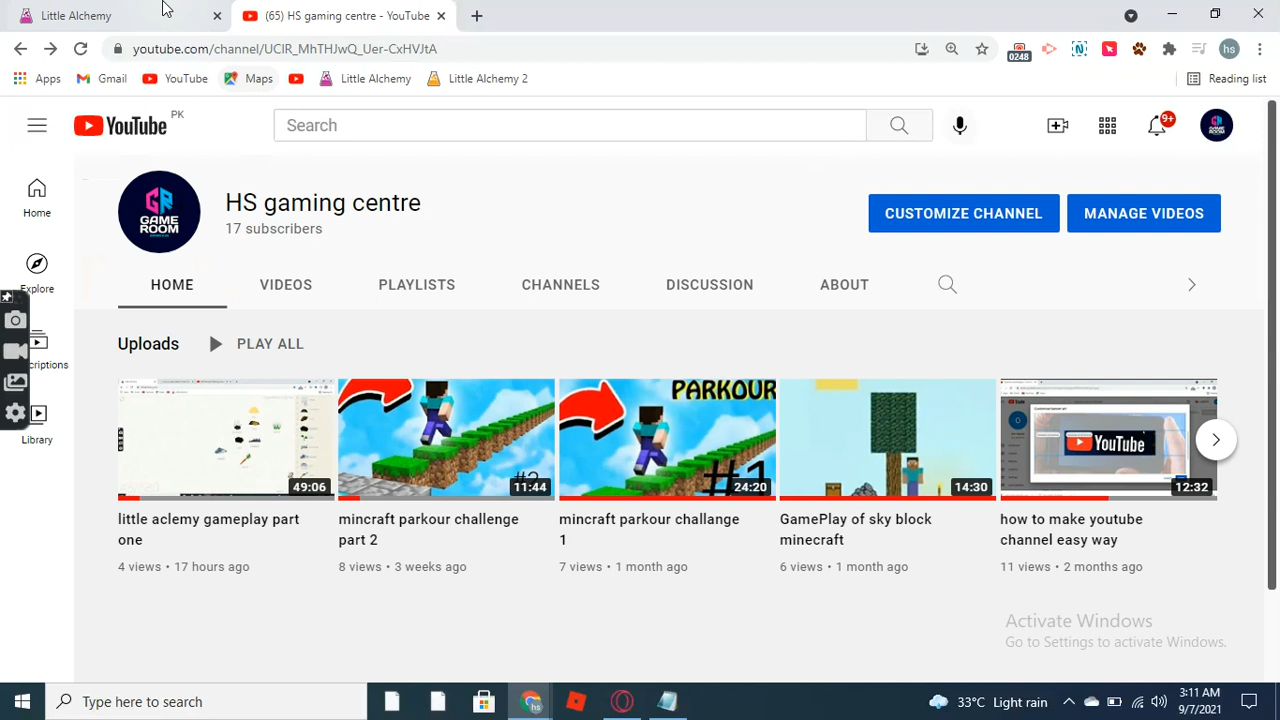 Little Alchemy
(65) HS gaming centre - YouTube
youtube.com/channel/UCIR_MhTHJwQ_Uer-CxHVJtA
0248
hs
Apps
Gmail
YouTube
Maps
Little Alchemy
Little Alchemy 2
Reading list
YouTube PK
Search
9+
GAME ROOM
HS gaming centre
17 subscribers
CUSTOMIZE CHANNEL
MANAGE VIDEOS
HOME
VIDEOS
PLAYLISTS
CHANNELS
DISCUSSION
ABOUT
Home
Explore
criptions
Library
Uploads
PLAY ALL
49:06
#2
11:44
PARKOUR
#1
24:20
14:30
YouTube
12:32
little aclemy gameplay part one
mincraft parkour challenge part 2
mincraft parkour challange 1
GamePlay of sky block minecraft
how to make youtube channel easy way
4 views • 17 hours ago
8 views • 3 weeks ago
7 views • 1 month ago
6 views • 1 month ago
11 views • 2 months ago
Activate Windows
Go to Settings to activate Windows.
Type here to search
hs
33°C Light rain
3:11 AM
9/7/2021